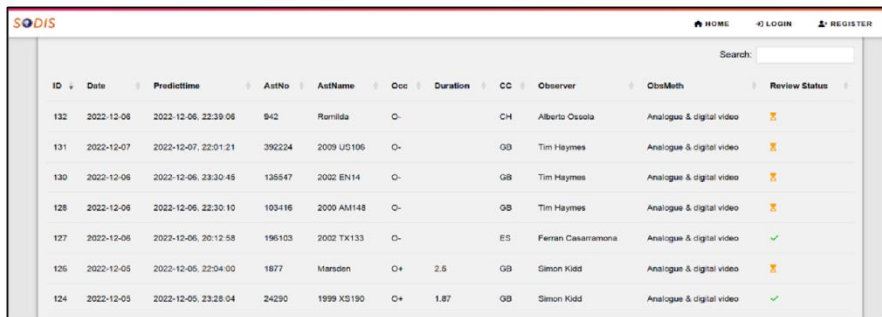 SODIS HOME LOGIN REGISTER
Search:
ID Date Predicttime AstNo AstName Occ Duration CC Observer ObsMeth Review Status
132 2022-12-06 2022-12-06, 22:39:06 942 Romilda O- CH Alberto Ossola Analogue & digital video
131 2022-12-07 2022-12-07, 22:01:21 392224 2009 US106 O- GB Tim Haymes Analogue & digital video
130 2022-12-06 2022-12-06, 23:30:45 135547 2002 EN14 O- GB Tim Haymes Analogue & digital video
128 2022-12-06 2022-12-06, 22:30:10 103416 2000 AM148 O- GB Tim Haymes Analogue & digital video
127 2022-12-06 2022-12-06, 20:12:58 196103 2002 TX133 O- ES Ferran Casarramona Analogue & digital video
126 2022-12-05 2022-12-05, 22:04:00 1877 Marsden O+ 2.5 GB Simon Kidd Analogue & digital video
124 2022-12-05 2022-12-05, 23:28:04 24290 1999 XS190 O+ 1.87 GB Simon Kidd Analogue & digital video